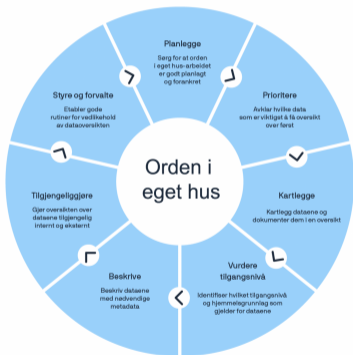 Planlegge
Sørg for at orden
i eget hus-arbeidet
er godt planlagt
og forankret
Prioritere
Avklar hvilke data
som er viktigst å få oversikt
over først
Kartlegge
Kartlegg dataene og
dokumenter dem i en oversikt
Vurdere
tilgangsnivå
Identifiser hvilket tilgangsnivå
og hjemmelsgrunnlag som
gjelder for dataene
Beskrive
Beskriv dataene
med nødvendige
metadata
Tilgjengeliggjøre
Gjør oversikten over
dataene tilgjengelig
internt og eksternt
Styre og forvalte
Etabler gode
rutiner for vedlikehold
av dataoversikten
Orden i
eget hus